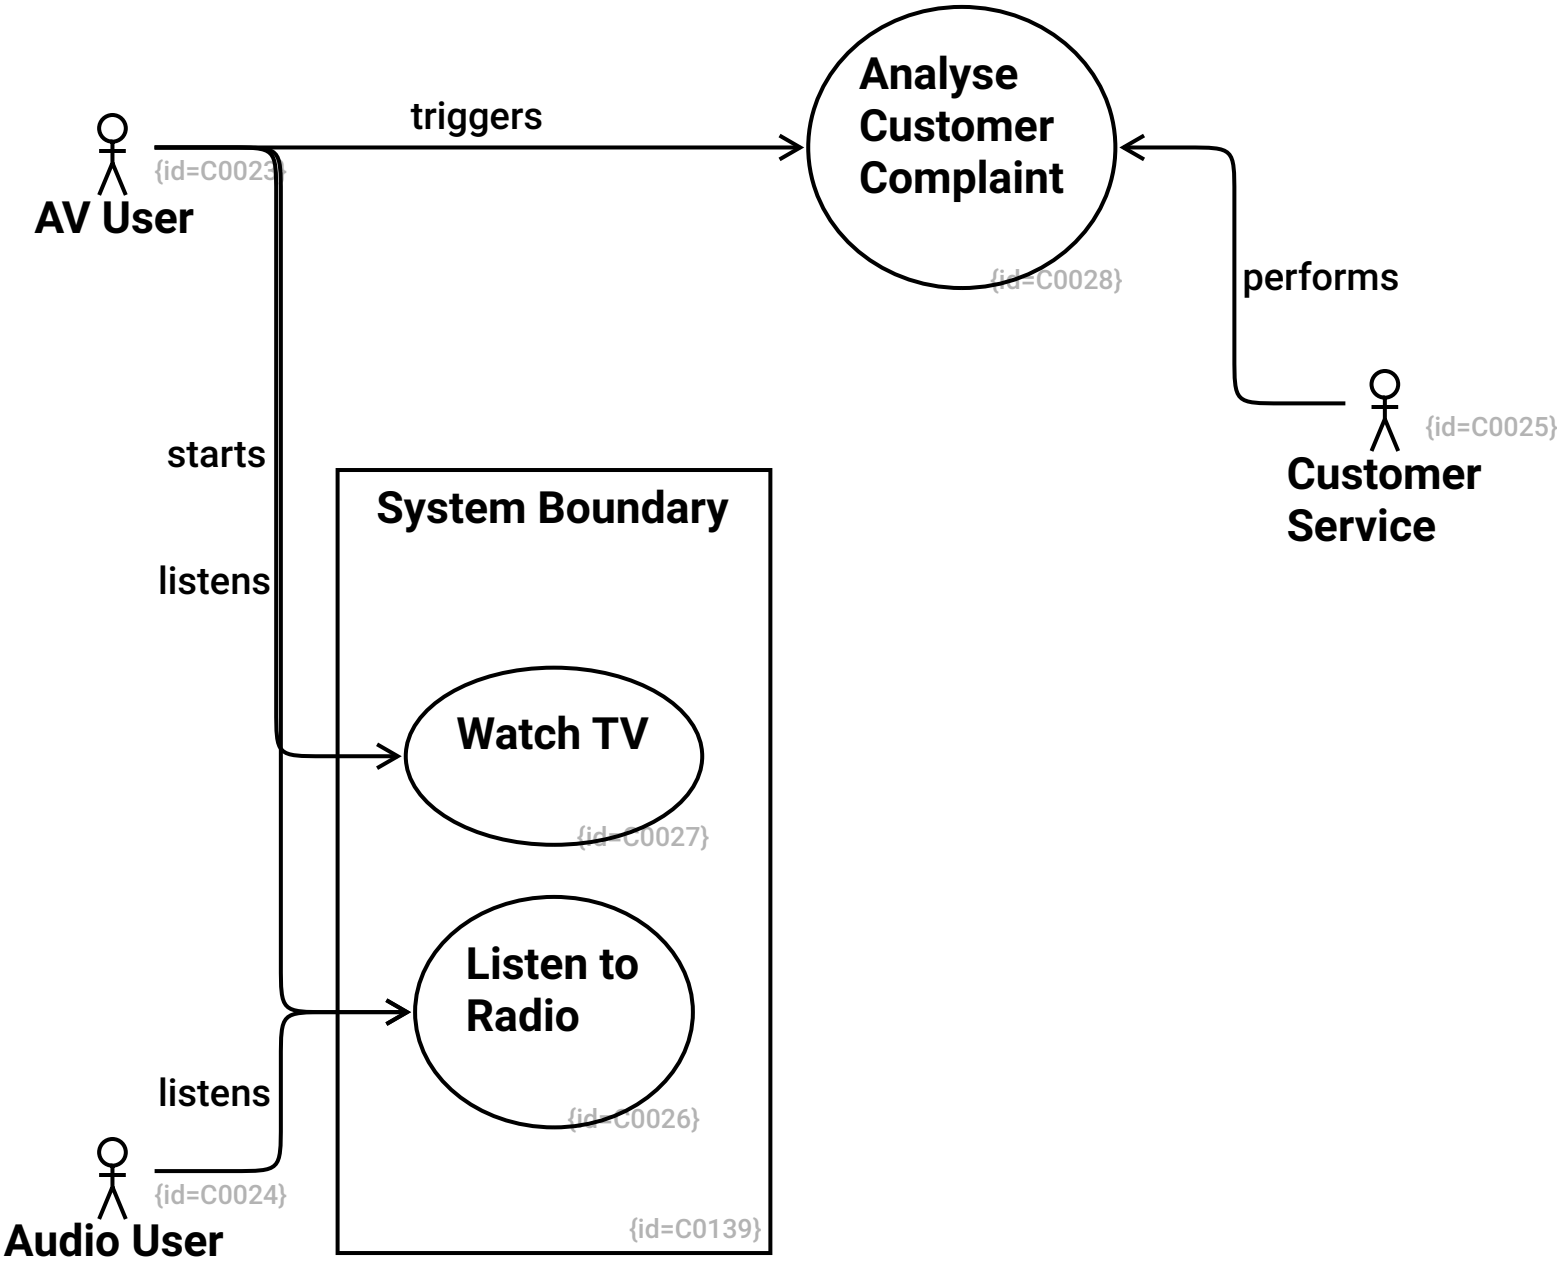 Analyse
Customer
Complaint
{id=C0028}
triggers
{id=C0023}
AV User
performs
{id=C0025}
Customer
Service
starts
listens
System Boundary
Watch TV
{id=C0027}
Listen to
Radio
{id=C0026}
listens
{id=C0024}
Audio User
{id=C0139}